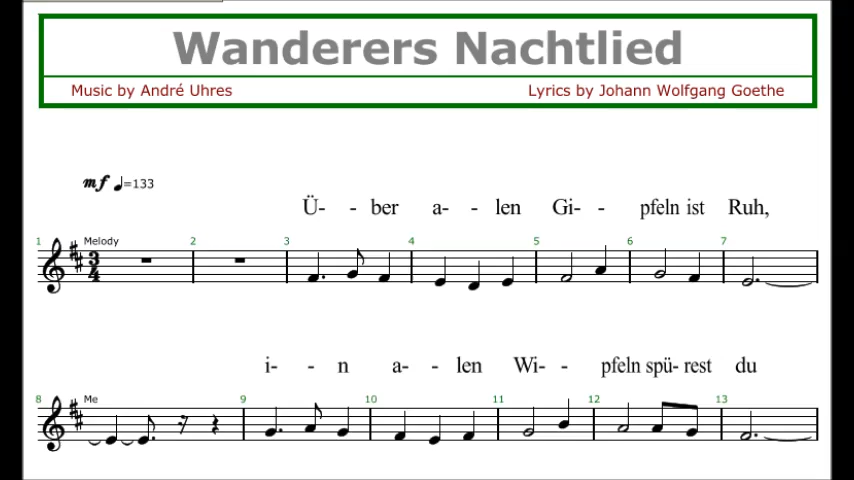 Wanderers Nachtlied
Music by André Uhres
Lyrics by Johann Wolfgang Goethe
mf ♩=133
Ü- - ber a- - len Gi- - pfeln ist Ruh,
1 Melody 2 3 4 5 6 7
3
4
i- - n a- - len Wi- - pfeln spü- rest du
8 Me 9 10 11 12 13